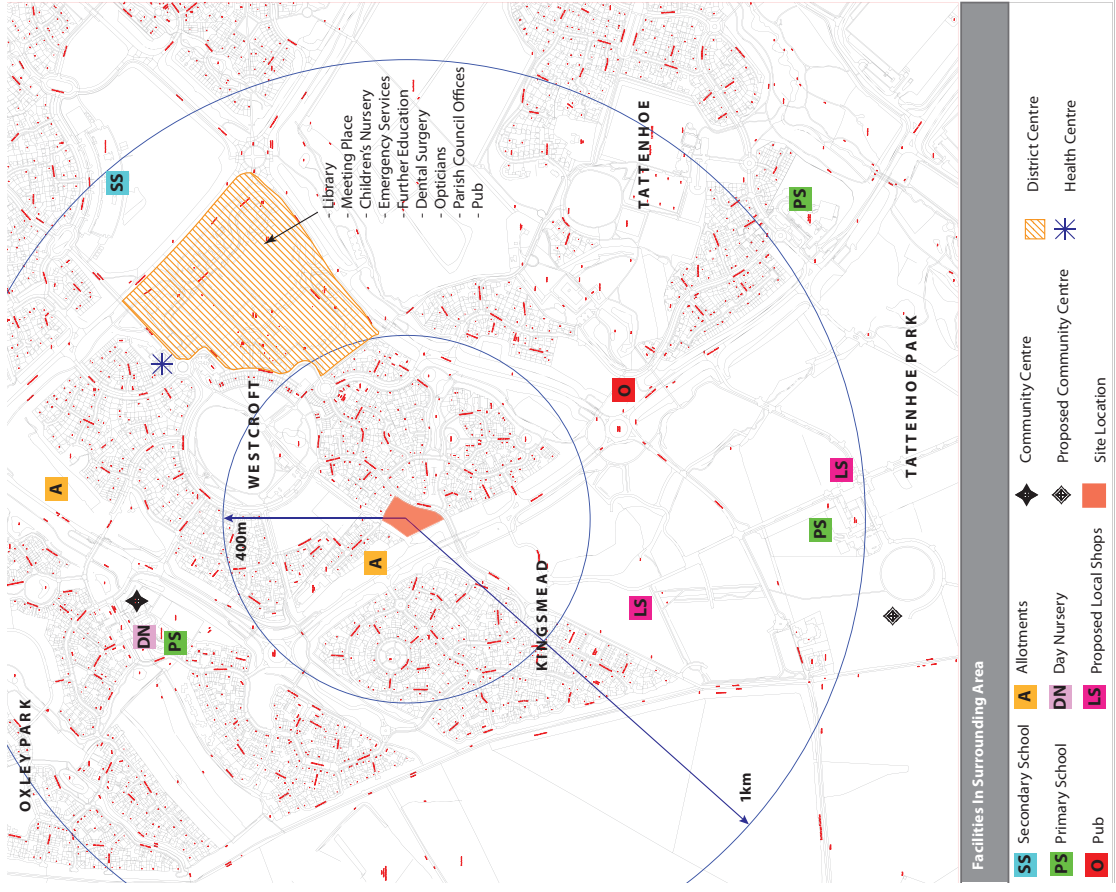 OXLEY PARK
A
SS
DN
PS
WESTCROFT
400m
A
- Library
- Meeting Place
- Children's Nursery
- Emergency Services
- Further Education
- Dental Surgery
- Opticians
- Parish Council Offices
- Pub
KINGSMEAD
TATTENHOE
O
LS
PS
LS
PS
TATTENHOE PARK
1km
Facilities In Surrounding Area
SS Secondary School
PS Primary School
O Pub
A Allotments
DN Day Nursery
LS Proposed Local Shops
Community Centre
Proposed Community Centre
Site Location
District Centre
Health Centre